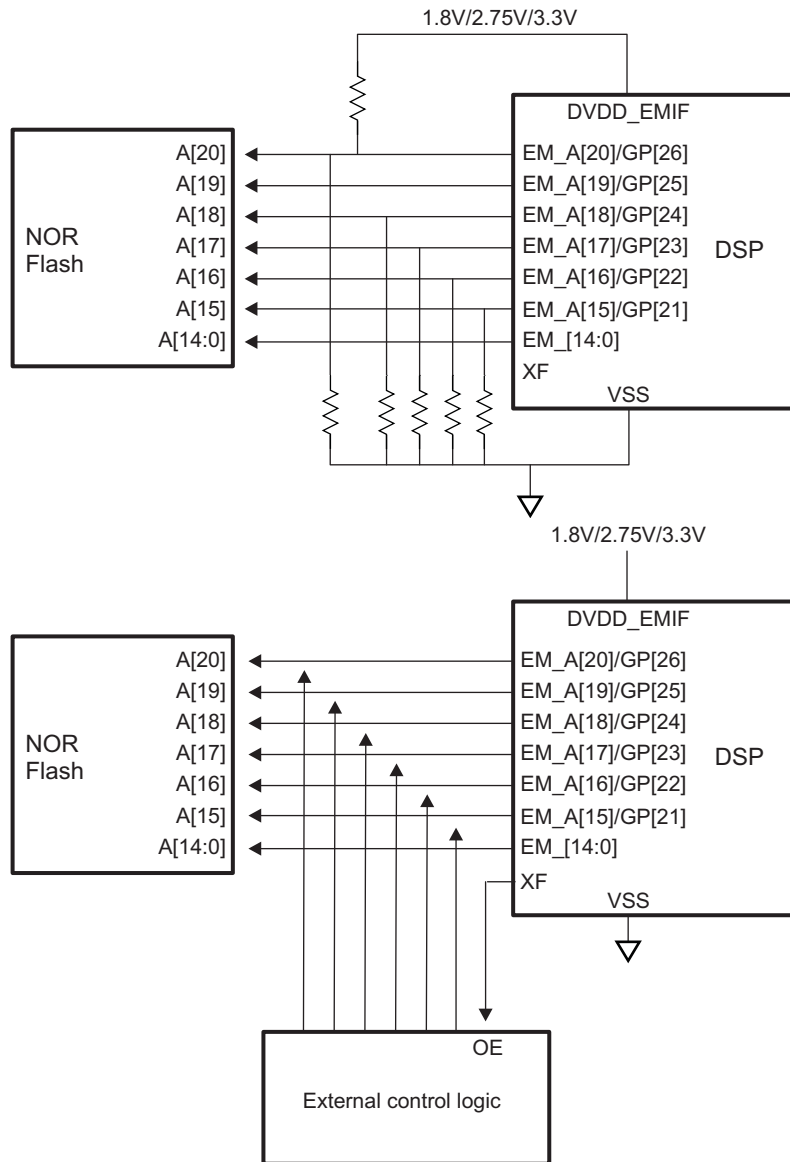 1.8V/2.75V/3.3V
DVDD_EMIF
A[20]
EM_A[20]/GP[26]
A[19]
EM_A[19]/GP[25]
A[18]
EM_A[18]/GP[24]
NOR
Flash
A[17]
EM_A[17]/GP[23]
DSP
A[16]
EM_A[16]/GP[22]
A[15]
EM_A[15]/GP[21]
A[14:0]
EM_[14:0]
XF
VSS
1.8V/2.75V/3.3V
DVDD_EMIF
A[20]
EM_A[20]/GP[26]
A[19]
EM_A[19]/GP[25]
A[18]
EM_A[18]/GP[24]
NOR
Flash
A[17]
EM_A[17]/GP[23]
DSP
A[16]
EM_A[16]/GP[22]
A[15]
EM_A[15]/GP[21]
A[14:0]
EM_[14:0]
XF
VSS
OE
External control logic